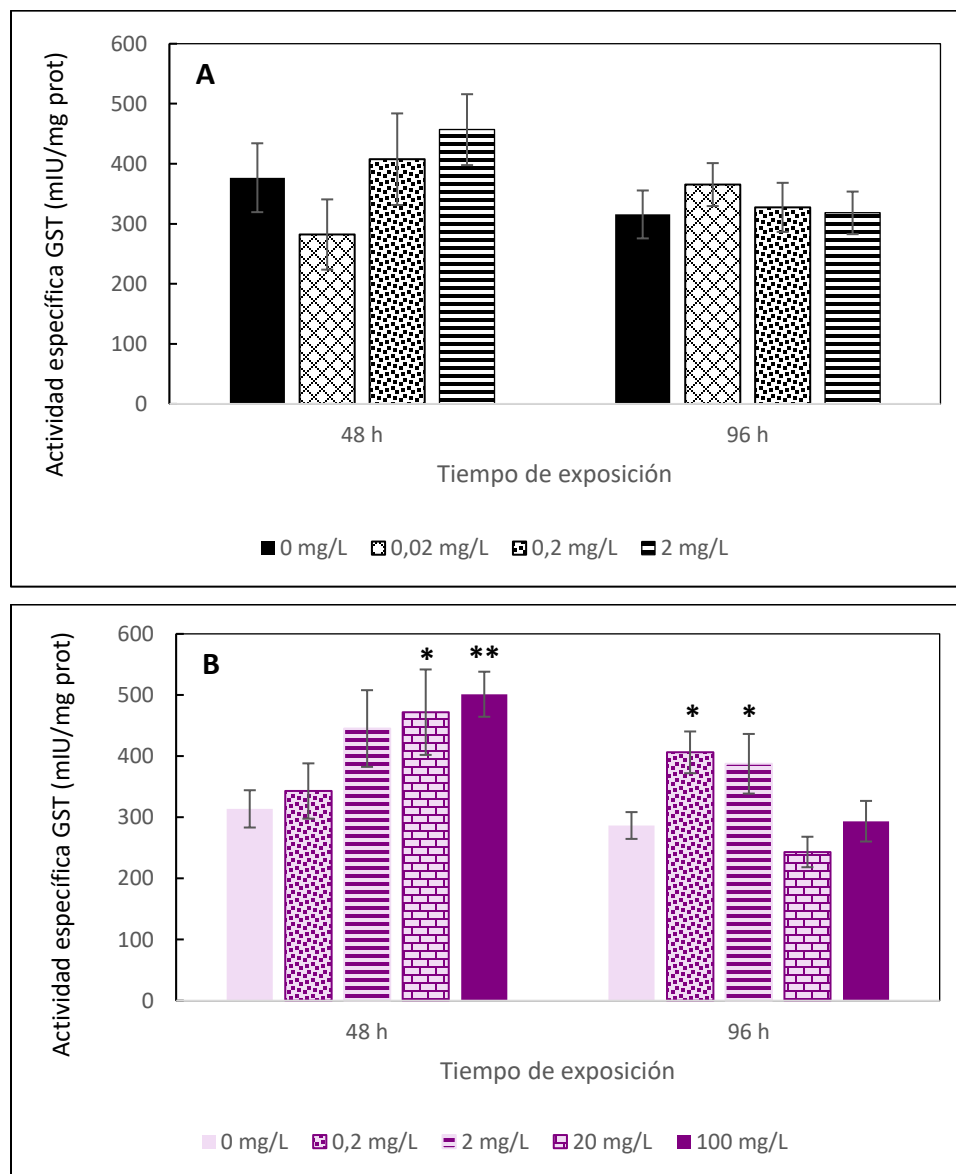 A
600
500
400
300
200
100
0
Actividad específica GST (mIU/mg prot)
48 h 96 h
Tiempo de exposición
0 mg/L 0,02 mg/L 0,2 mg/L 2 mg/L
B
600
500
400
300
200
100
0
Actividad específica GST (mIU/mg prot)
* ** * *
48 h 96 h
Tiempo de exposición
0 mg/L 0,2 mg/L 2 mg/L 20 mg/L 100 mg/L